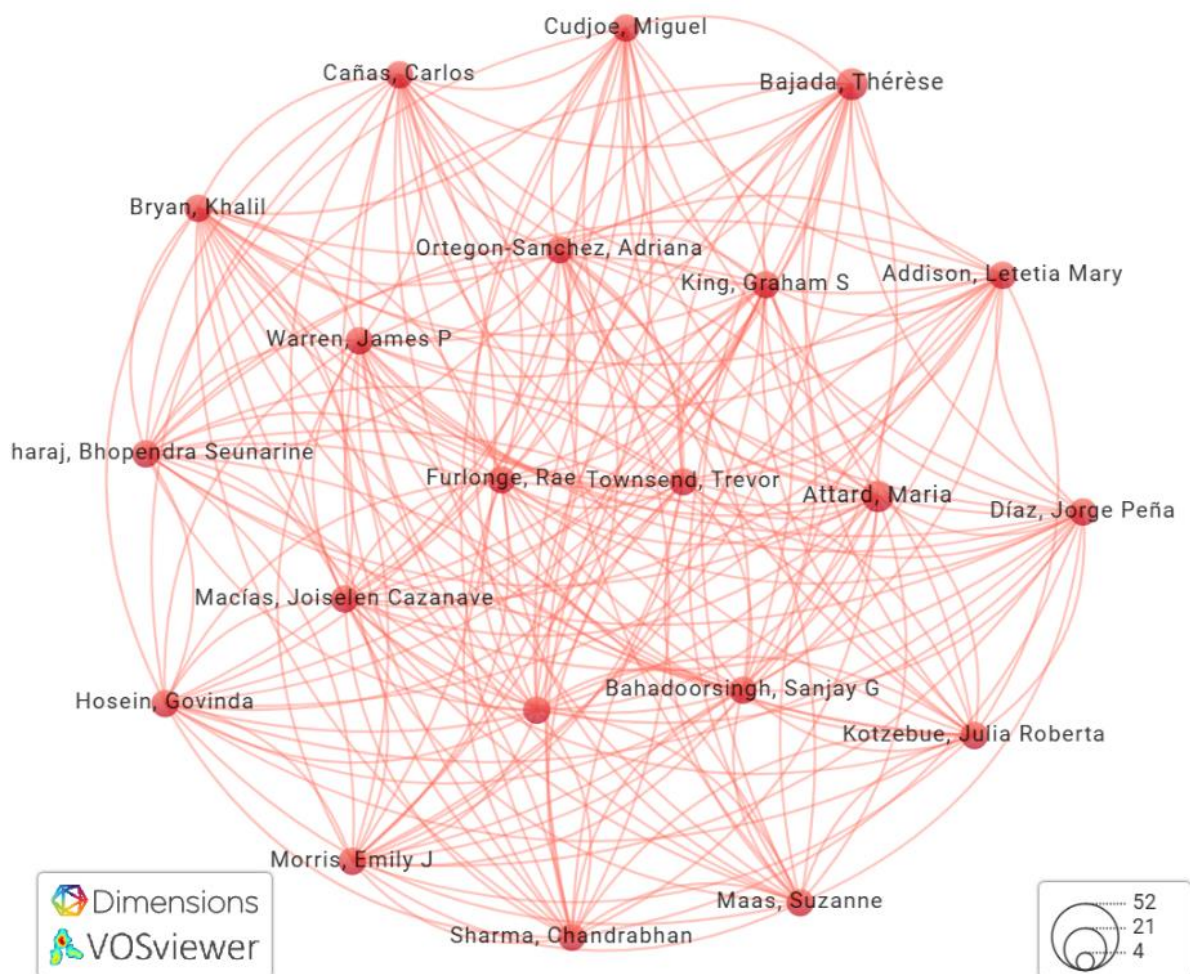 Cudjoe, Miguel
Cañas, Carlos
Bajada, Thérèse
Bryan, Khalil
Ortegon-Sanchez, Adriana
King, Graham S
Addison, Letetia Mary
Warren, James P
haraj, Bhopendra Seunarine
Furlonge, Rae
Townsend, Trevor
Attard, Maria
Díaz, Jorge Peña
Macías, Joiselen Cazanave
Hosein, Govinda
Bahadoorsingh, Sanjay G
Kotzebue, Julia Roberta
Morris, Emily J
Maas, Suzanne
Sharma, Chandrabhan
Dimensions
VOSviewer
52
21
4